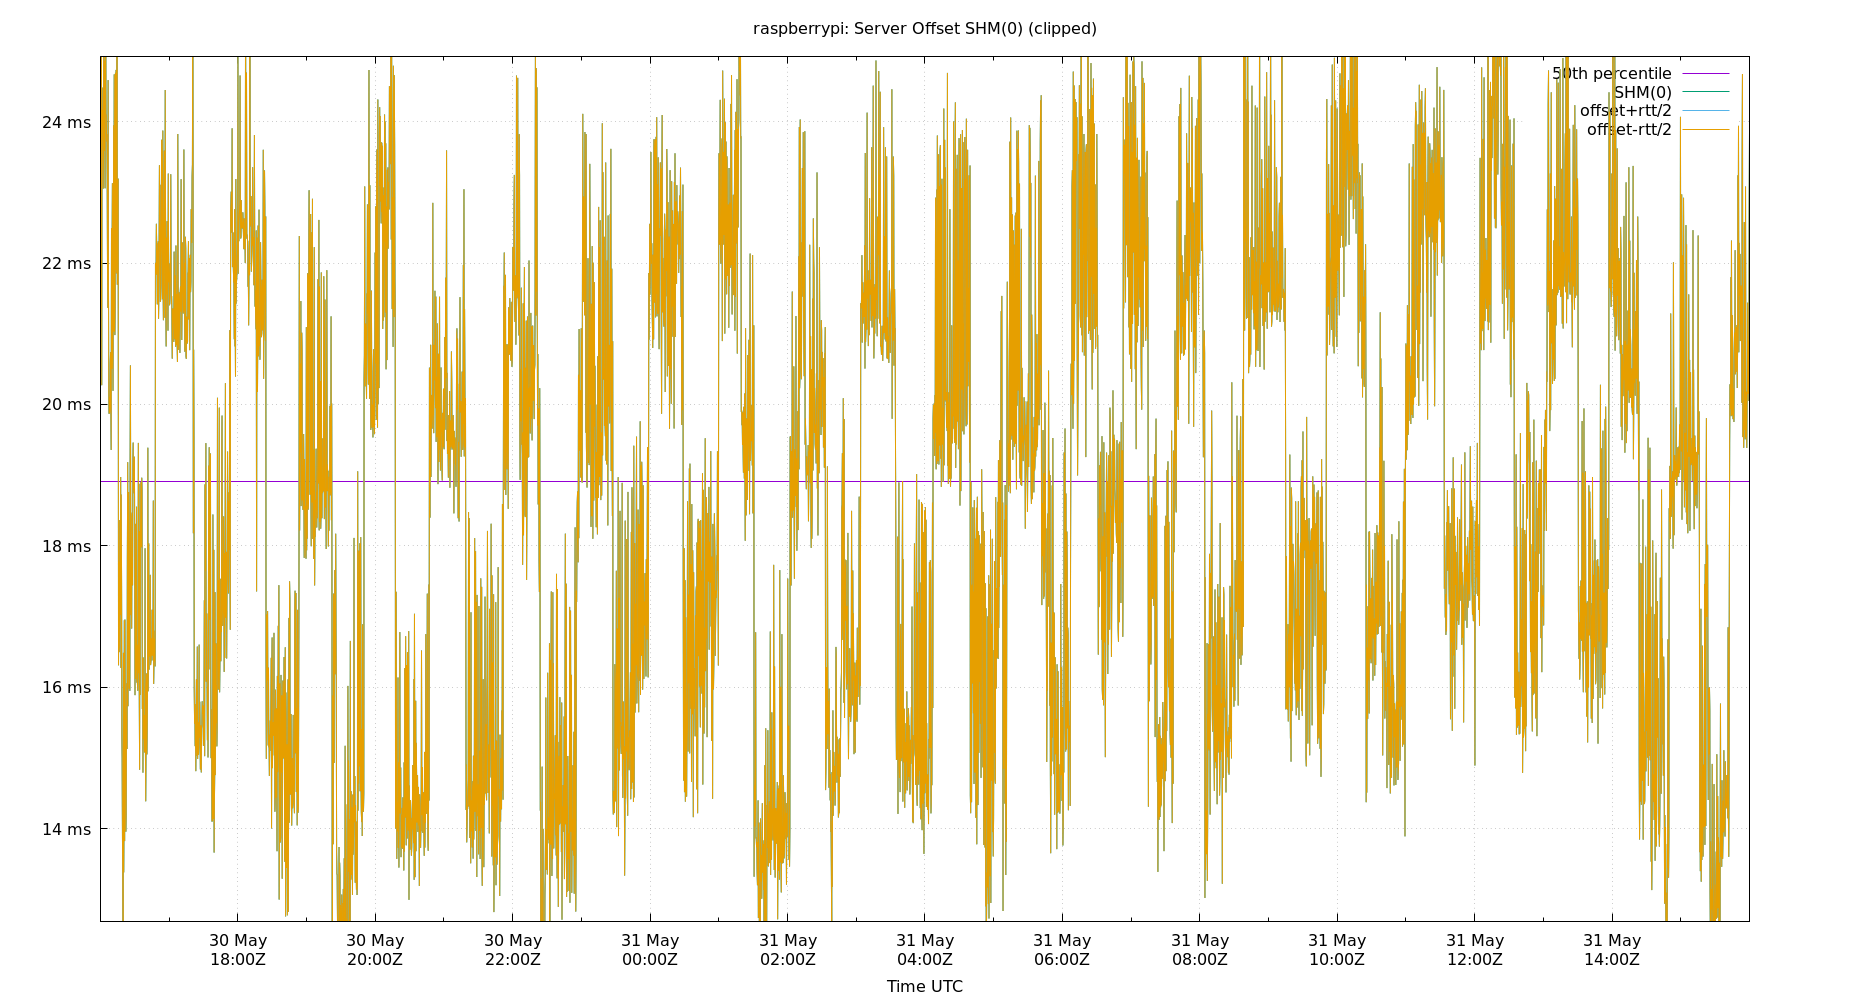 raspberrypi: Server Offset SHM(0) (clipped)
50th percentile
SHM(0)
offset+rtt/2
offset-rtt/2
24 ms
22 ms
20 ms
18 ms
16 ms
14 ms
30 May 30 May 30 May 31 May 31 May 31 May 31 May 31 May 31 May 31 May 31 May
18:00Z 20:00Z 22:00Z 00:00Z 02:00Z 04:00Z 06:00Z 08:00Z 10:00Z 12:00Z 14:00Z
Time UTC